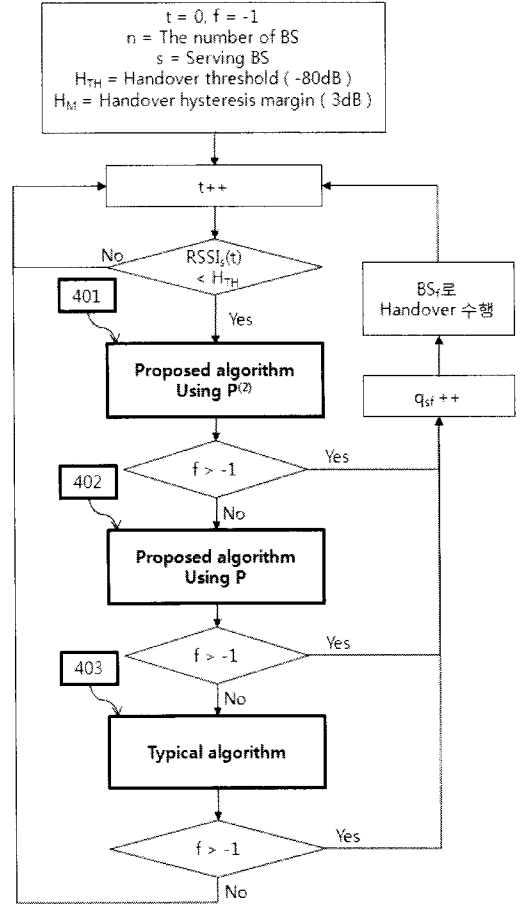 t = 0, f = -1
n = The number of BS
s = Serving BS
H_TH = Handover threshold ( -80dB )
H_M = Handover hysteresis margin ( 3dB )
t++
No
RSSI_s(t)
< H_TH
401
Yes
BS_f로
Handover 수행
Proposed algorithm
Using P^(2)
q_sf ++
f > -1
Yes
402
No
Proposed algorithm
Using P
f > -1
Yes
403
No
Typical algorithm
f > -1
Yes
No